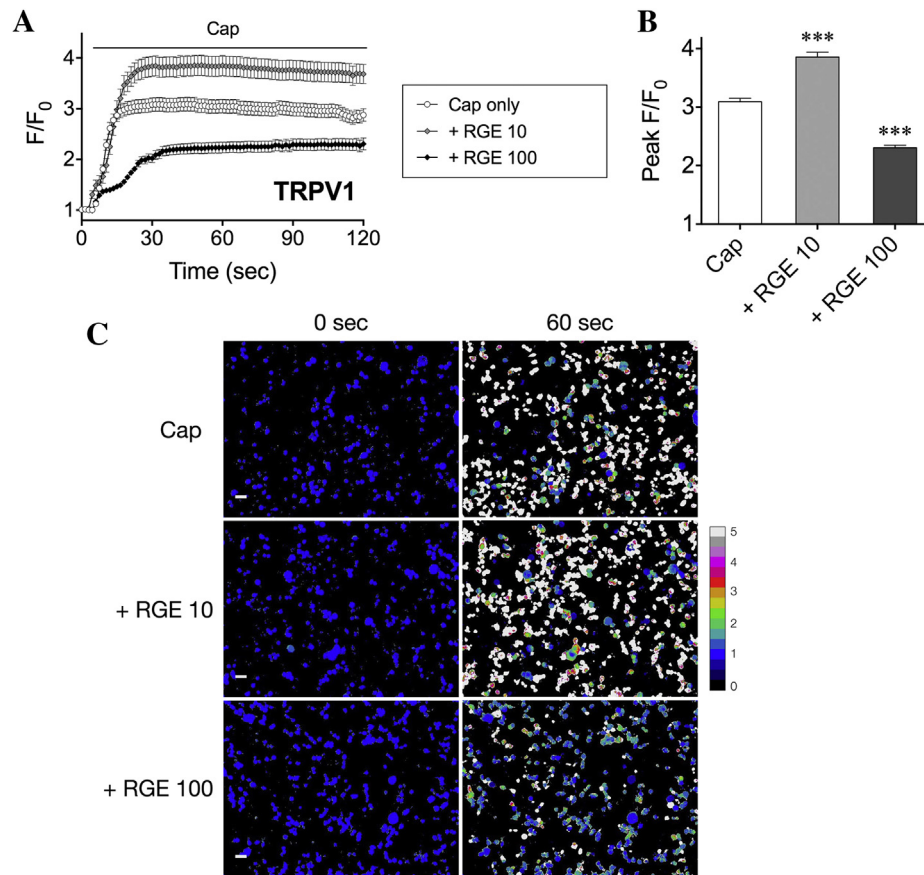 A
Cap
F/F0
4
3
2
1
0
30
60
90
120
Time (sec)
TRPV1
Cap only
+ RGE 10
+ RGE 100
B
Peak F/F0
4
3
2
1
***
***
Cap
+ RGE 10
+ RGE 100
C
0 sec
60 sec
Cap
+ RGE 10
+ RGE 100
5
4
3
2
1
0